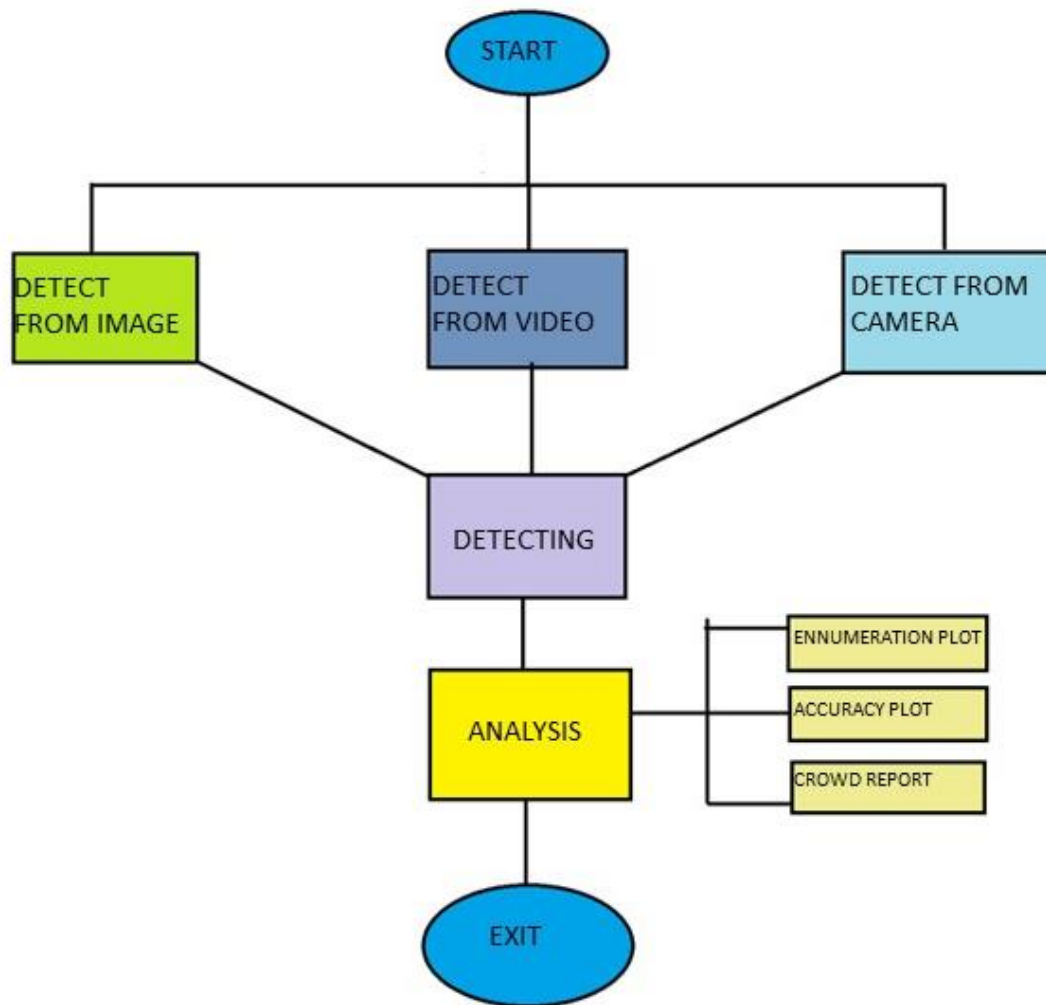 START
DETECT
FROM IMAGE
DETECT
FROM VIDEO
DETECT FROM
CAMERA
DETECTING
ENNUMERATION PLOT
ANALYSIS
ACCURACY PLOT
CROWD REPORT
EXIT